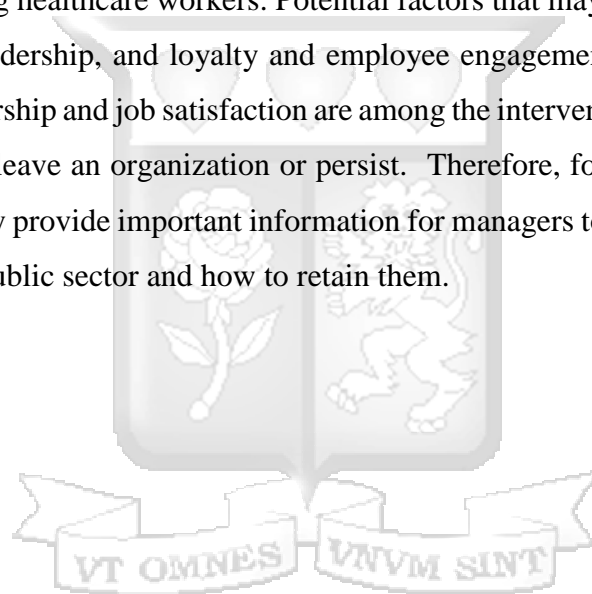 g healthcare workers. Potential factors that may
dership, and loyalty and employee engagemen
rship and job satisfaction are among the interven
leave an organization or persist. Therefore, fo
y provide important information for managers to
ublic sector and how to retain them.
VT OMNES VNVM SINT